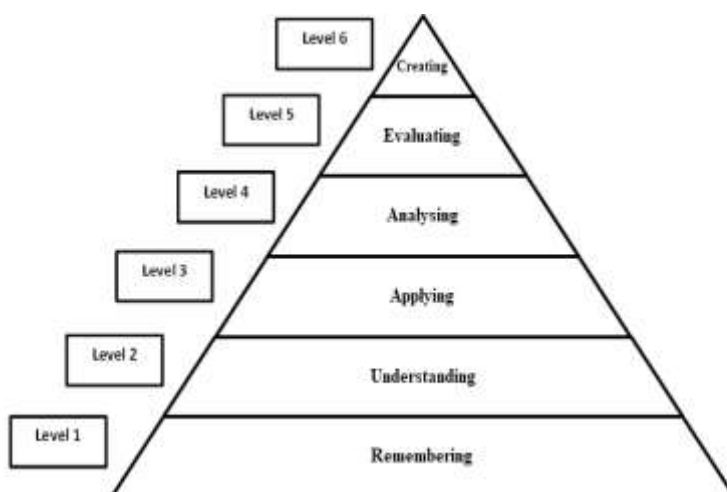 Level 6
Creating
Level 5
Evaluating
Level 4
Analysing
Level 3
Applying
Level 2
Understanding
Level 1
Remembering